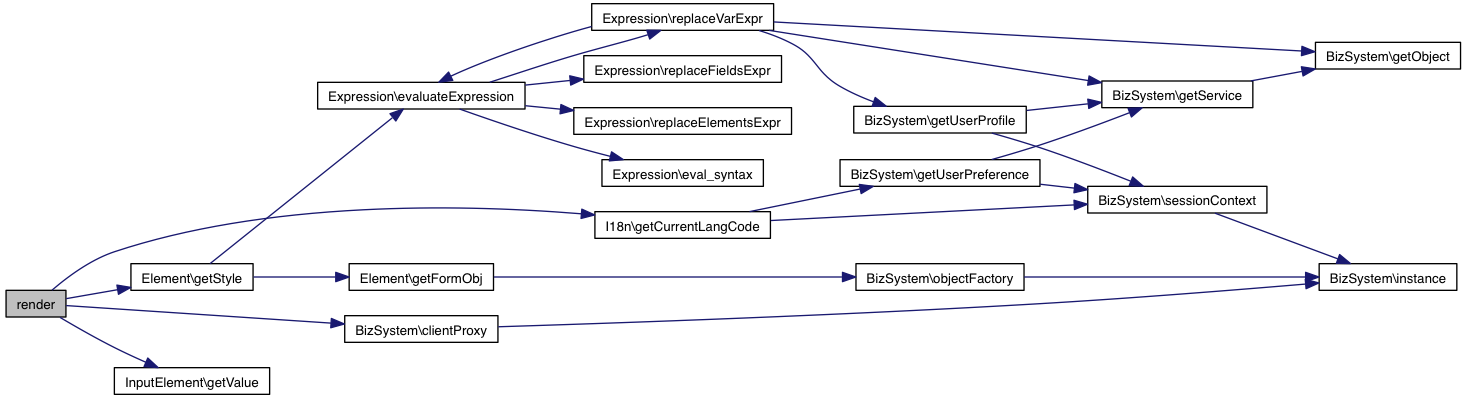 Expression\replaceVarExpr
BizSystem\getObject
Expression\replaceFieldsExpr
Expression\evaluateExpression
BizSystem\getService
BizSystem\getUserProfile
Expression\replaceElementsExpr
Expression\eval_syntax
BizSystem\getUserPreference
BizSystem\sessionContext
I18n\getCurrentLangCode
Element\getStyle
Element\getFormObj
BizSystem\objectFactory
BizSystem\instance
render
BizSystem\clientProxy
InputElement\getValue